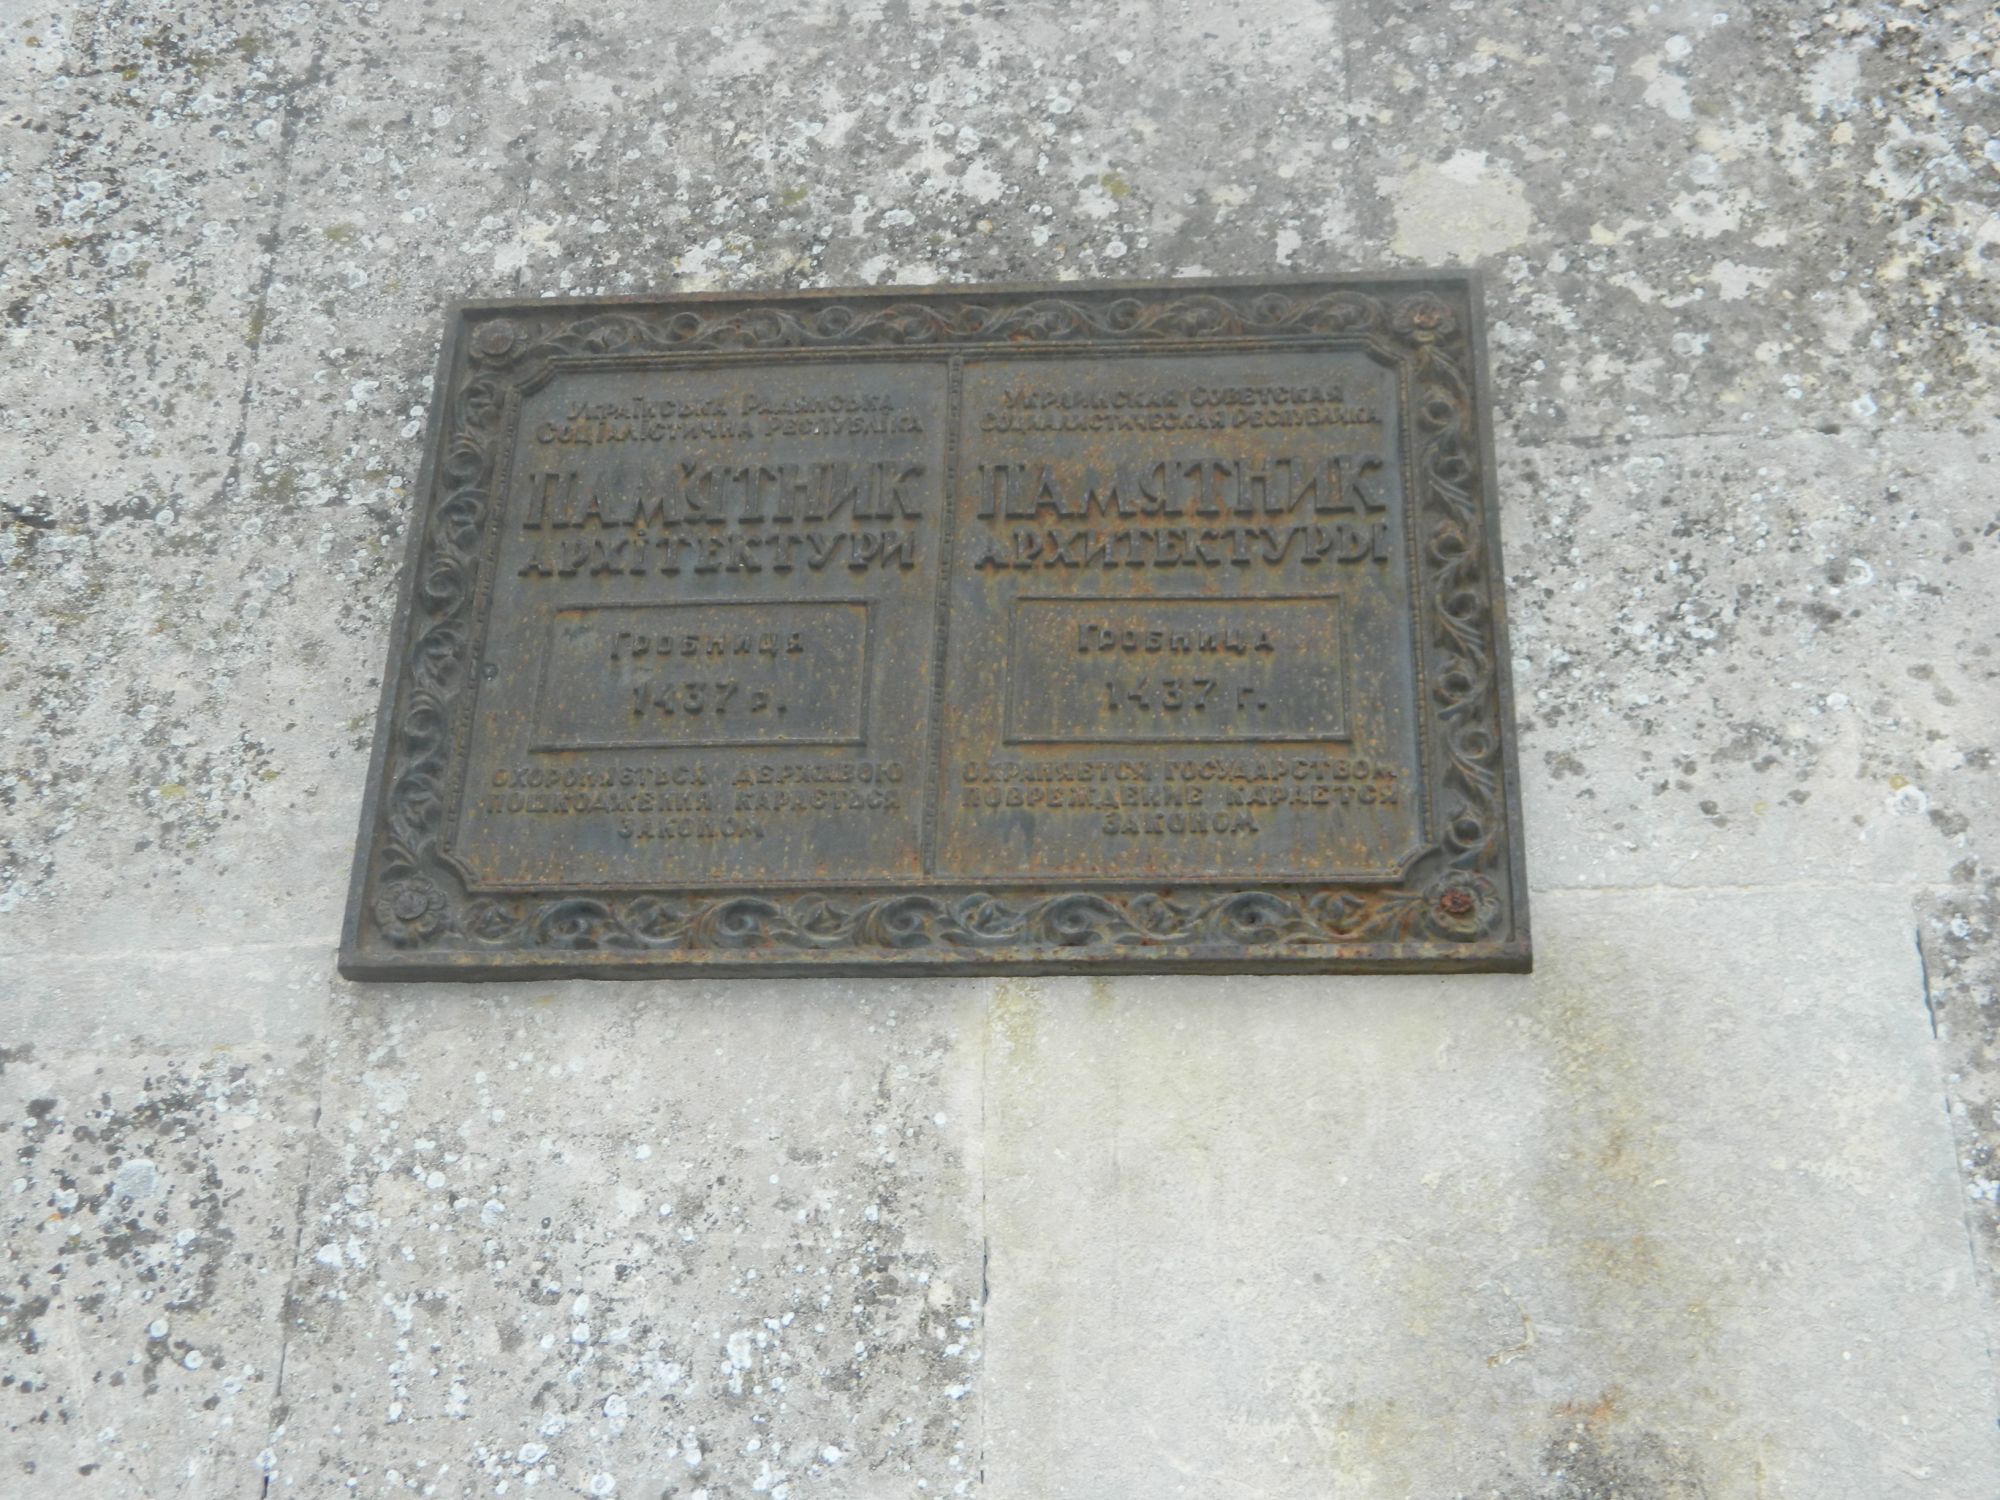 Українська Радянська
Соціалістична Республіка
Пам'ятник
архітектури
Гробниця
1437 р.
охороняється державою
пошкодження карається
законом
Украинская Советская
Социалистическая Республика
Памятник
архитектуры
Гробница
1437 г.
охраняется государством
повреждение карается
законом